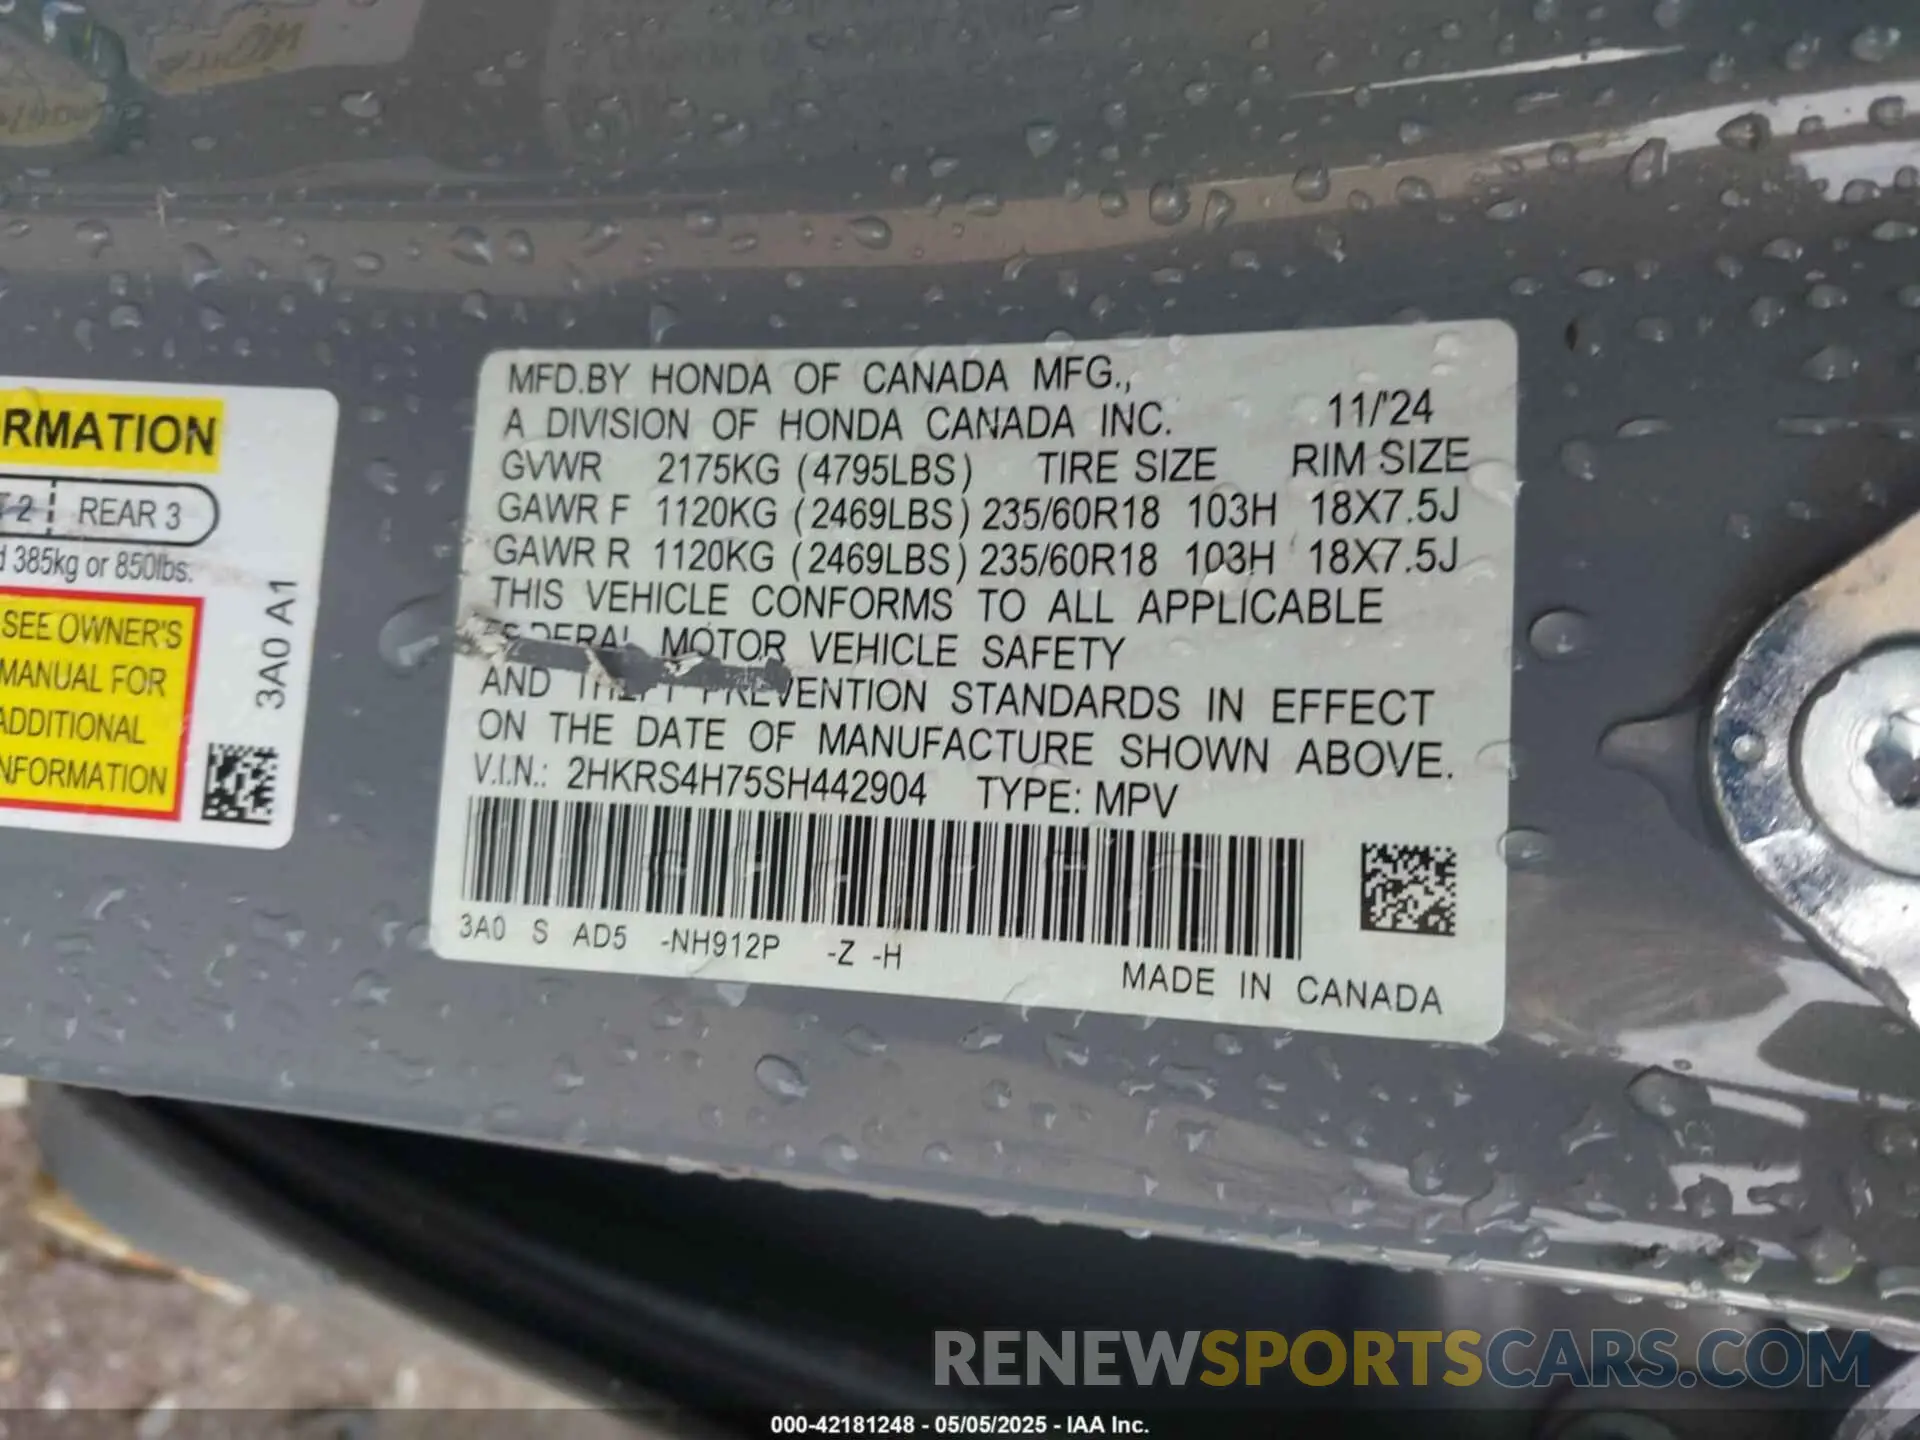 RMATION
T 2 REAR 3
d 385kg or 850lbs.
SEE OWNER'S
MANUAL FOR
ADDITIONAL
NFORMATION
3A0 A1
MFD.BY HONDA OF CANADA MFG.,
A DIVISION OF HONDA CANADA INC. 11/'24
GVWR 2175KG (4795LBS) TIRE SIZE RIM SIZE
GAWR F 1120KG (2469LBS) 235/60R18 103H 18X7.5J
GAWR R 1120KG (2469LBS) 235/60R18 103H 18X7.5J
THIS VEHICLE CONFORMS TO ALL APPLICABLE
FEDERAL MOTOR VEHICLE SAFETY
AND THEFT PREVENTION STANDARDS IN EFFECT
ON THE DATE OF MANUFACTURE SHOWN ABOVE.
V.I.N.: 2HKRS4H75SH442904 TYPE: MPV
3A0 S AD5 -NH912P -Z -H
MADE IN CANADA
RENEWSPORTSCARS.COM
000-42181248 - 05/05/2025 - IAA Inc.